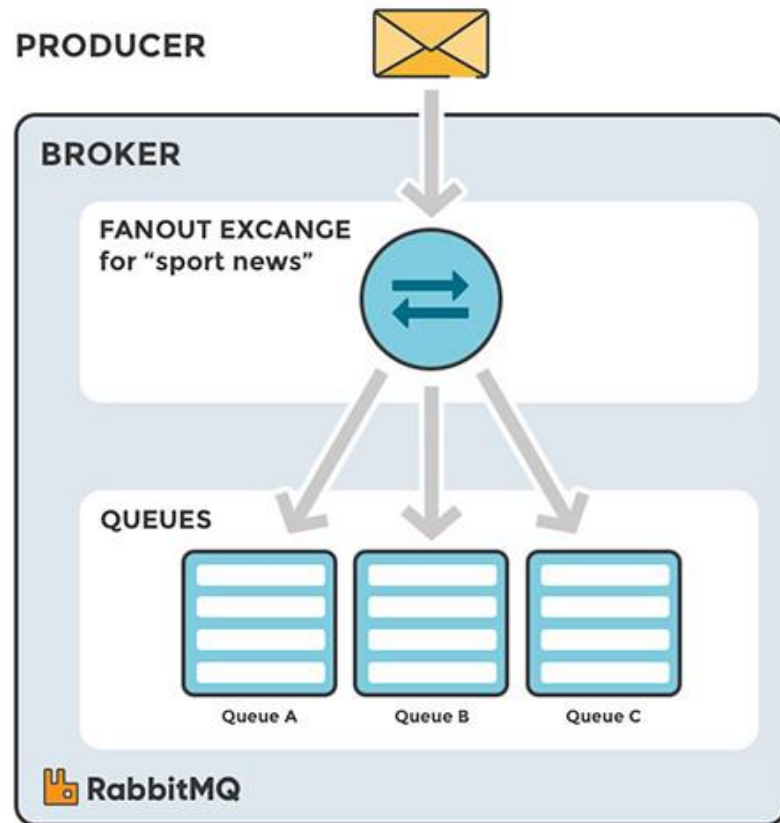 PRODUCER
BROKER
FANOUT EXCANGE
for “sport news”
QUEUES
Queue A
Queue B
Queue C
RabbitMQ